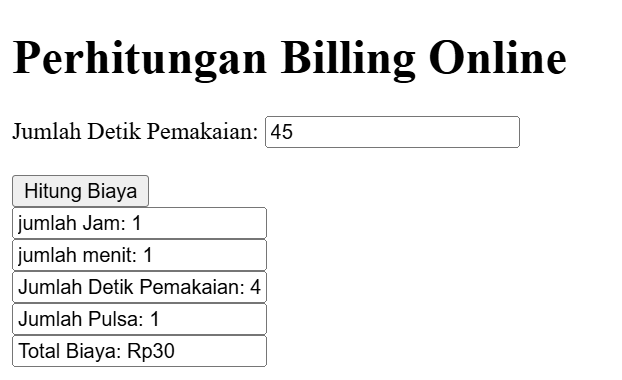 Perhitungan Billing Online
Jumlah Detik Pemakaian: 45
Hitung Biaya
jumlah Jam: 1
jumlah menit: 1
Jumlah Detik Pemakaian: 4
Jumlah Pulsa: 1
Total Biaya: Rp30